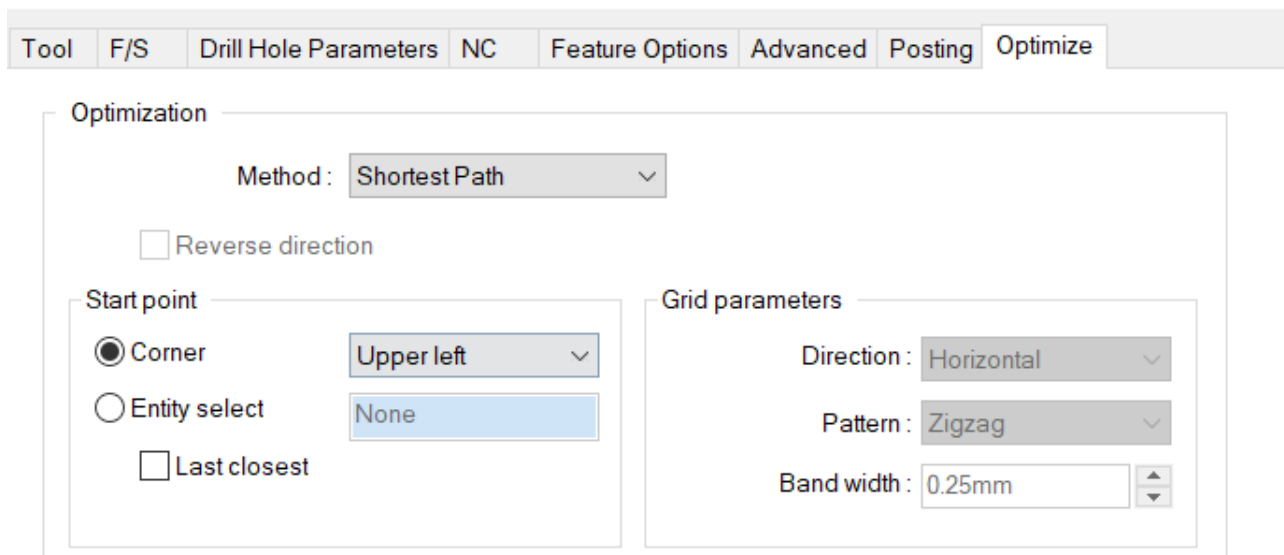 Tool F/S Drill Hole Parameters NC Feature Options Advanced Posting Optimize
Optimization
Method : Shortest Path
Reverse direction
Start point
Corner Upper left
Entity select None
Last closest
Grid parameters
Direction : Horizontal
Pattern : Zigzag
Band width : 0.25mm